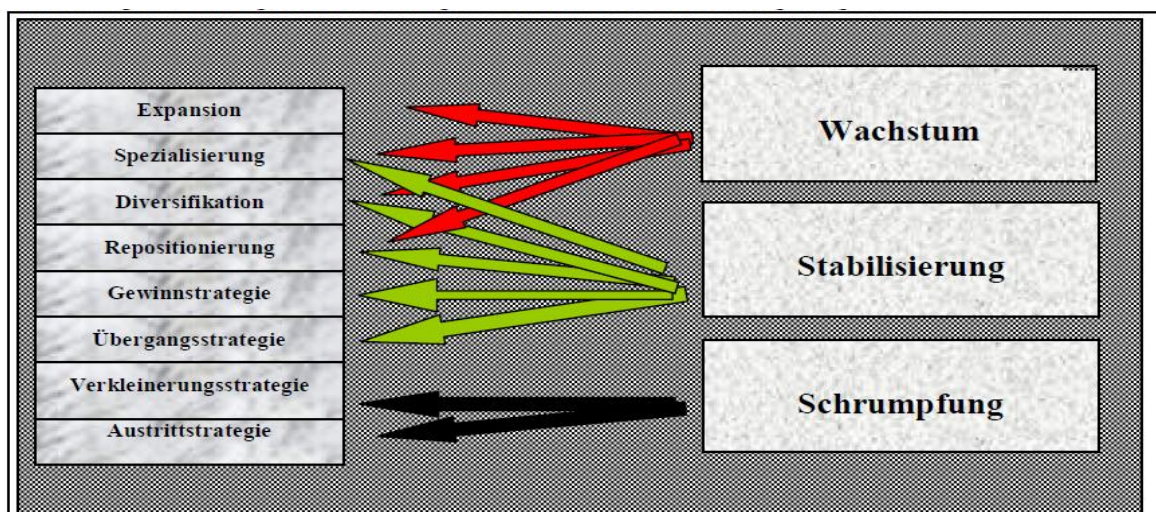 Expansion
Spezialisierung
Diversifikation
Repositionierung
Gewinnstrategie
Übergangsstrategie
Verkleinerungsstrategie
Austrittstrategie
Wachstum
Stabilisierung
Schrumpfung